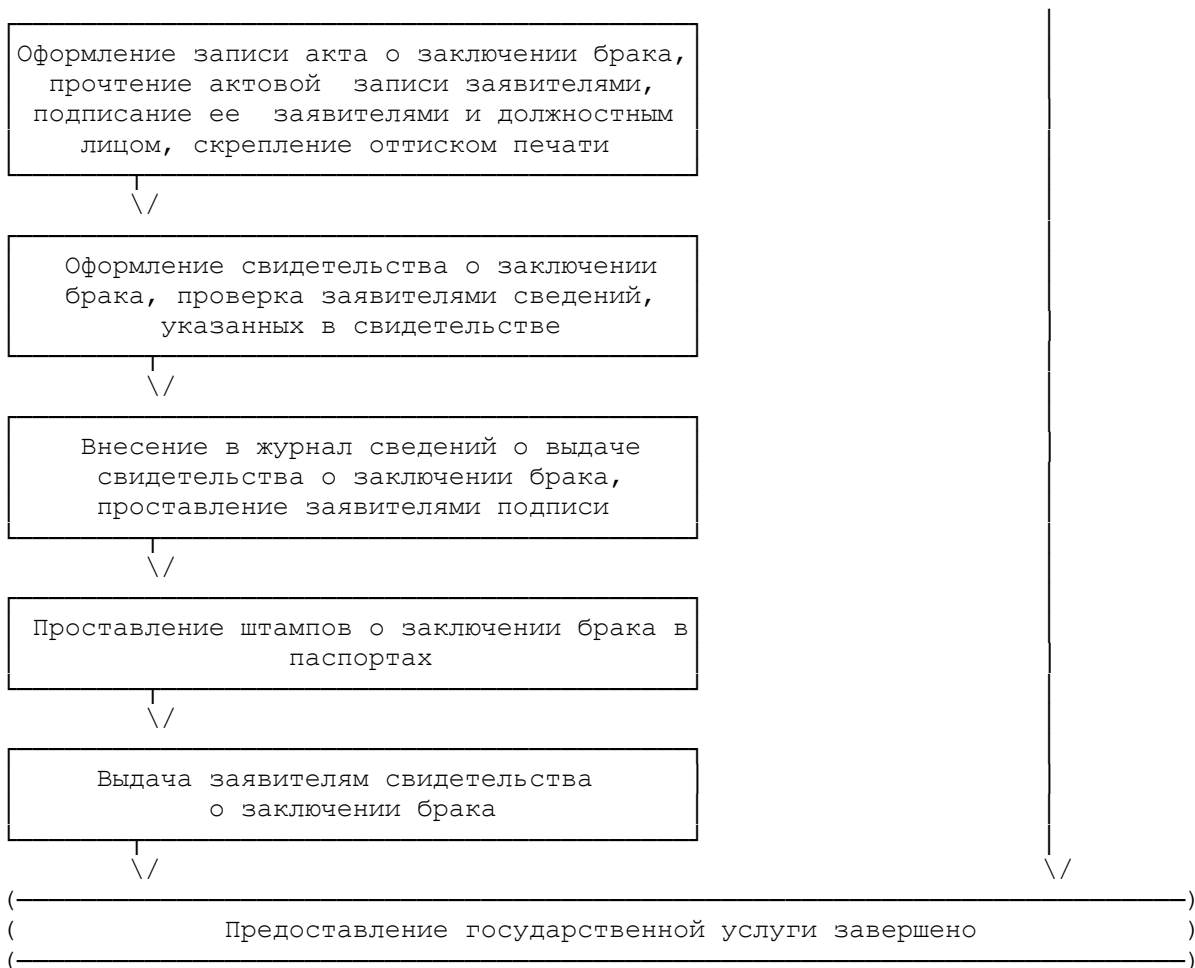 Оформление записи акта о заключении брака,
прочтение актовой записи заявителями,
подписание ее заявителями и должностным
лицом, скрепление оттиском печати
Оформление свидетельства о заключении
брака, проверка заявителями сведений,
указанных в свидетельстве
Внесение в журнал сведений о выдаче
свидетельства о заключении брака,
проставление заявителями подписи
Проставление штампов о заключении брака в
паспортах
Выдача заявителям свидетельства
о заключении брака
Предоставление государственной услуги завершено